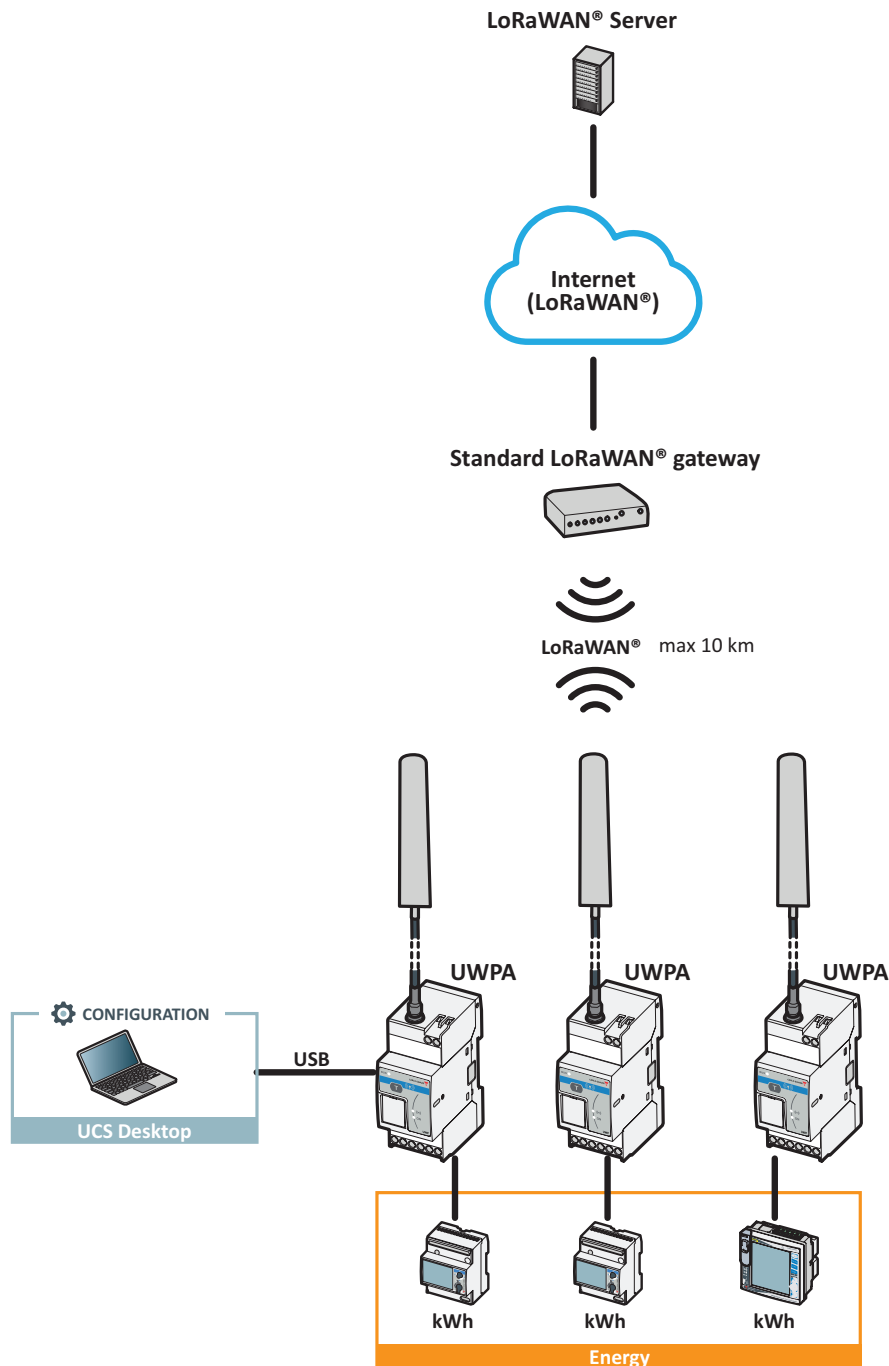 LoRaWAN® Server
Internet
(LoRaWAN®)
Standard LoRaWAN® gateway
LoRaWAN® max 10 km
UWPA
UWPA
UWPA
CONFIGURATION
USB
UCS Desktop
kWh
kWh
kWh
Energy